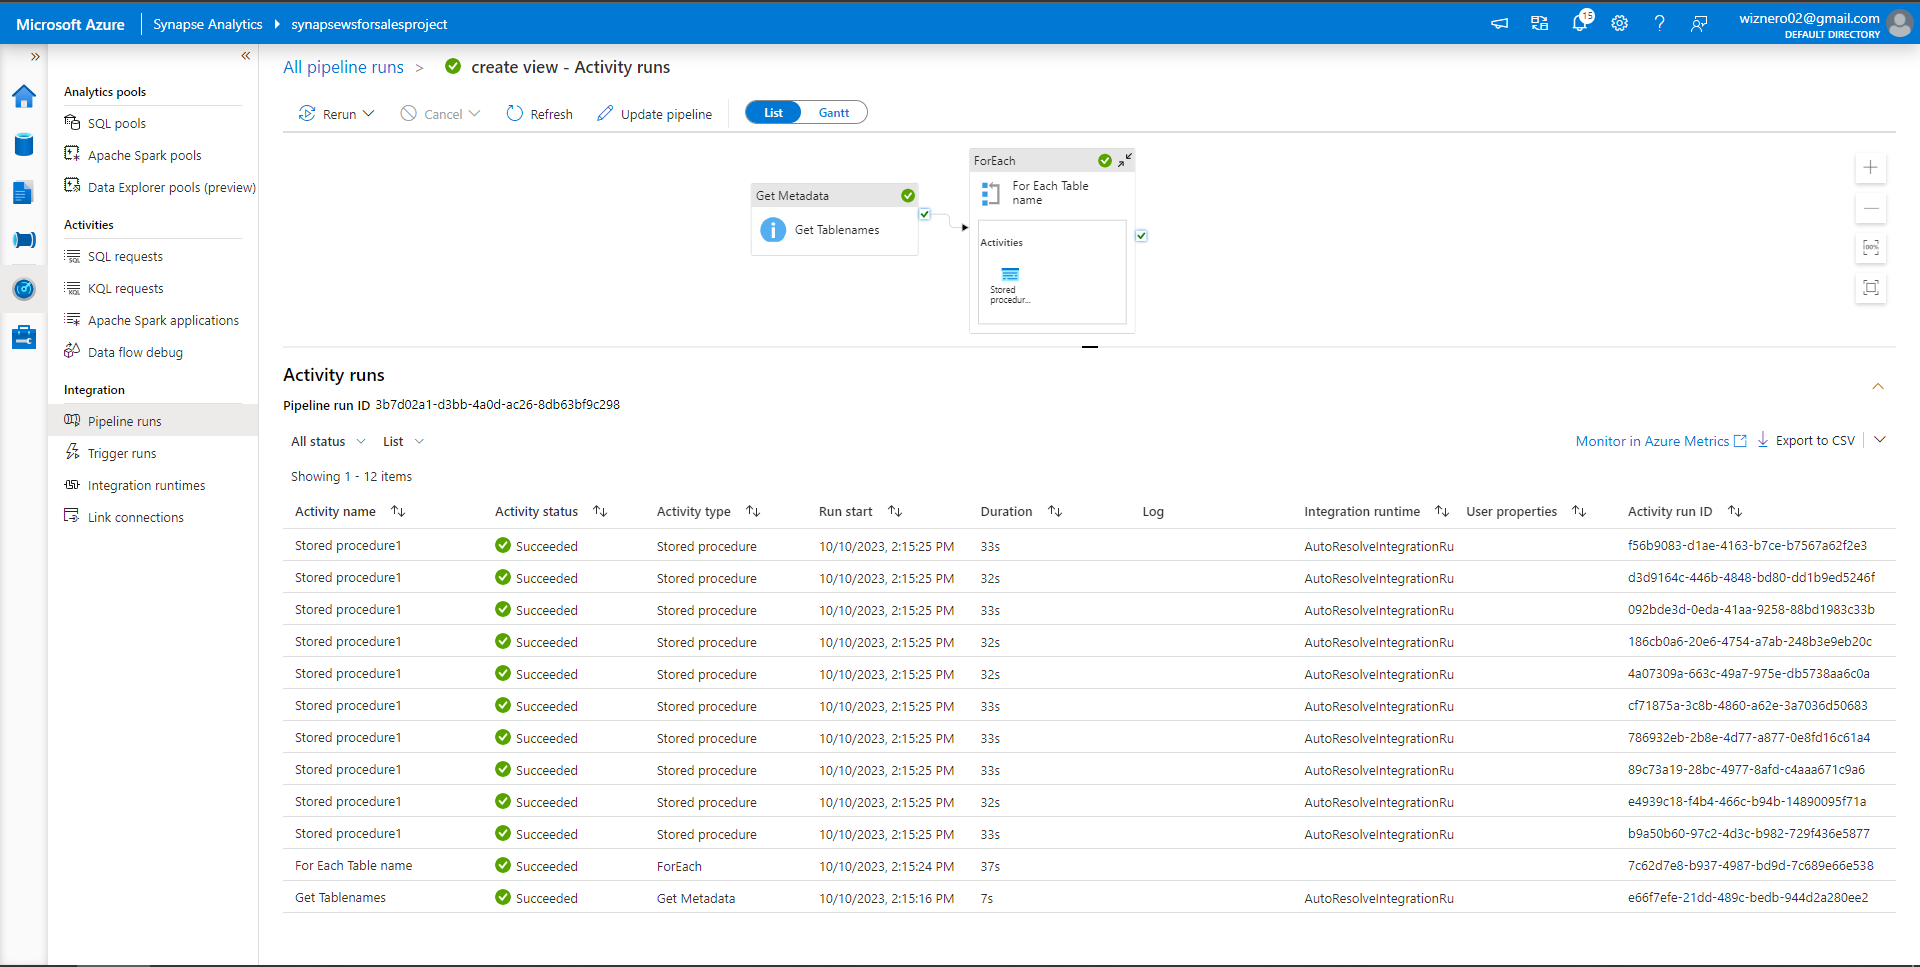 Microsoft Azure
Synapse Analytics
synapsewsforsalesproject
15
wiznero02@gmail.com
DEFAULT DIRECTORY
Analytics pools
SQL pools
Apache Spark pools
Data Explorer pools (preview)
Activities
SQL requests
KQL requests
Apache Spark applications
Data flow debug
Integration
Pipeline runs
Trigger runs
Integration runtimes
Link connections
All pipeline runs > create view - Activity runs
Rerun Cancel Refresh Update pipeline List Gantt
Get Metadata
Get Tablenames
ForEach
For Each Table
name
Activities
Stored
procedur...
100%
Activity runs
Pipeline run ID 3b7d02a1-d3bb-4a0d-ac26-8db63bf9c298
All status List
Monitor in Azure Metrics Export to CSV
Showing 1 - 12 items
Activity name Activity status Activity type Run start Duration Log Integration runtime User properties Activity run ID
Stored procedure1 Succeeded Stored procedure 10/10/2023, 2:15:25 PM 33s AutoResolveIntegrationRu f56b9083-d1ae-4163-b7ce-b7567a62f2e3
Stored procedure1 Succeeded Stored procedure 10/10/2023, 2:15:25 PM 32s AutoResolveIntegrationRu d3d9164c-446b-4848-bd80-dd1b9ed5246f
Stored procedure1 Succeeded Stored procedure 10/10/2023, 2:15:25 PM 33s AutoResolveIntegrationRu 092bde3d-0eda-41aa-9258-88bd1983c33b
Stored procedure1 Succeeded Stored procedure 10/10/2023, 2:15:25 PM 32s AutoResolveIntegrationRu 186cb0a6-20e6-4754-a7ab-248b3e9eb20c
Stored procedure1 Succeeded Stored procedure 10/10/2023, 2:15:25 PM 32s AutoResolveIntegrationRu 4a07309a-663c-49a7-975e-db5738aa6c0a
Stored procedure1 Succeeded Stored procedure 10/10/2023, 2:15:25 PM 33s AutoResolveIntegrationRu cf71875a-3c8b-4860-a62e-3a7036d50683
Stored procedure1 Succeeded Stored procedure 10/10/2023, 2:15:25 PM 33s AutoResolveIntegrationRu 786932eb-2b8e-4d77-a877-0e8fd16c61a4
Stored procedure1 Succeeded Stored procedure 10/10/2023, 2:15:25 PM 33s AutoResolveIntegrationRu 89c73a19-28bc-4977-8afd-c4aaa671c9a6
Stored procedure1 Succeeded Stored procedure 10/10/2023, 2:15:25 PM 32s AutoResolveIntegrationRu e4939c18-f4b4-466c-b94b-14890095f71a
Stored procedure1 Succeeded Stored procedure 10/10/2023, 2:15:25 PM 33s AutoResolveIntegrationRu b9a50b60-97c2-4d3c-b982-729f436e5877
For Each Table name Succeeded ForEach 10/10/2023, 2:15:24 PM 37s 7c62d7e8-b937-4987-bd9d-7c689e66e538
Get Tablenames Succeeded Get Metadata 10/10/2023, 2:15:16 PM 7s AutoResolveIntegrationRu e66f7efe-21dd-489c-bedb-944d2a280ee2